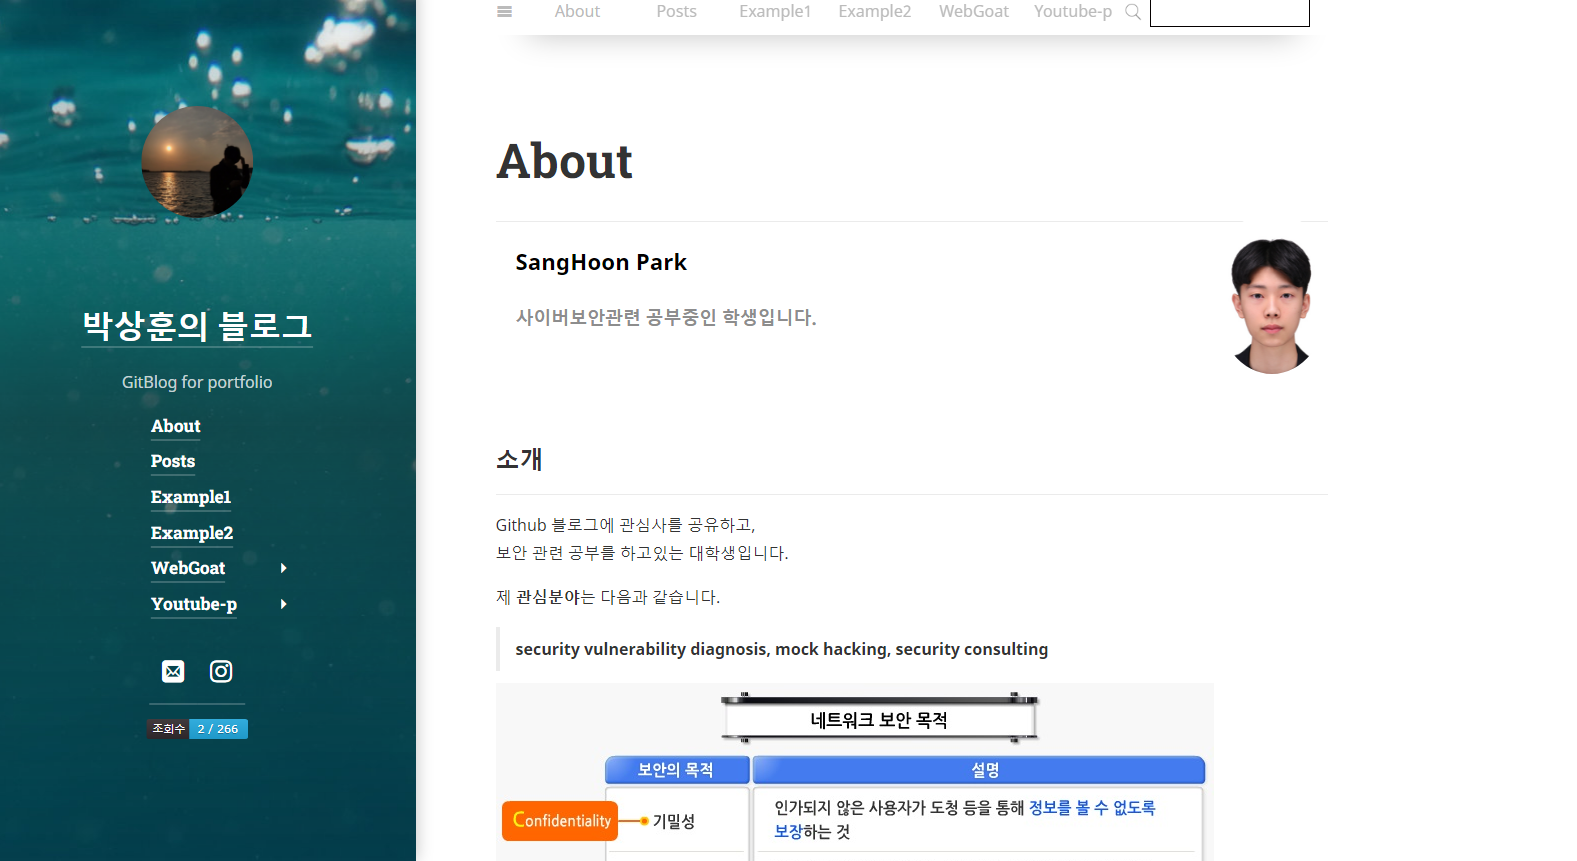 About Posts Example1 Example2 WebGoat Youtube-p
박상훈의 블로그
GitBlog for portfolio
About
Posts
Example1
Example2
WebGoat
Youtube-p
조회수 2 / 266
About
SangHoon Park
사이버보안관련 공부중인 학생입니다.
소개
Github 블로그에 관심사를 공유하고,
보안 관련 공부를 하고있는 대학생입니다.
제 관심분야는 다음과 같습니다.
security vulnerability diagnosis, mock hacking, security consulting
네트워크 보안 목적
보안의 목적 설명
Confidentiality 기밀성 인가되지 않은 사용자가 도청 등을 통해 정보를 볼 수 없도록
보장하는 것